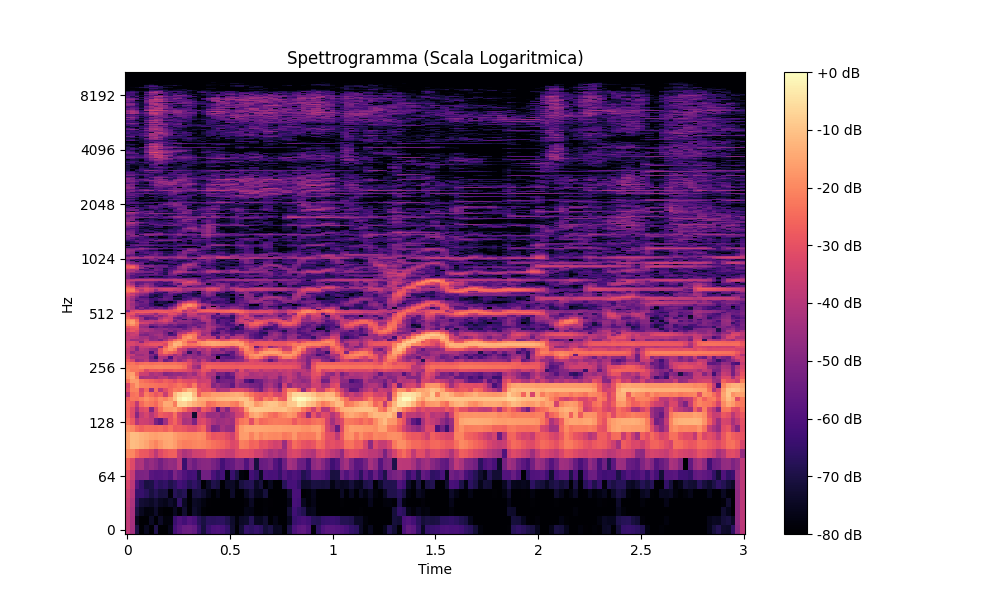 Spettrogramma (Scala Logaritmica)
Hz
8192
4096
2048
1024
512
256
128
64
0
0 0.5 1 1.5 2 2.5 3
Time
+0 dB
-10 dB
-20 dB
-30 dB
-40 dB
-50 dB
-60 dB
-70 dB
-80 dB